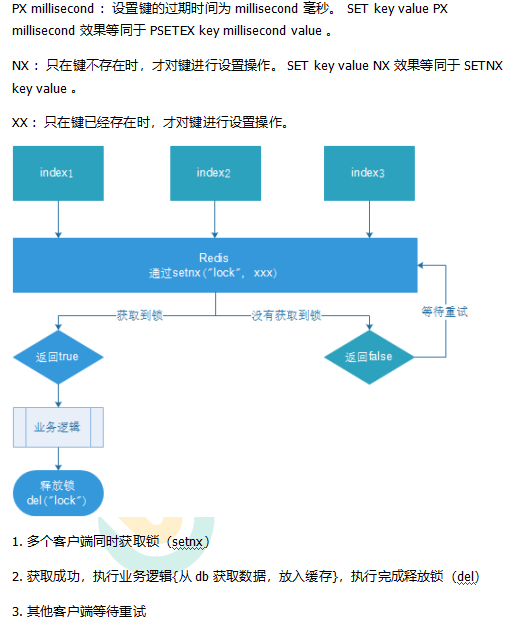 PX millisecond ：设置键的过期时间为 millisecond 毫秒。 SET key value PX
millisecond 效果等同于 PSETEX key millisecond value 。
NX ：只在键不存在时，才对键进行设置操作。 SET key value NX 效果等同于 SETNX
key value 。
XX ：只在键已经存在时，才对键进行设置操作。
index1
index2
index3
Redis
通过setnx("lock", xxx)
获取到锁
没有获取到锁
等待重试
返回true
返回false
业务逻辑
释放锁
del("lock")
1. 多个客户端同时获取锁（setnx）
2. 获取成功，执行业务逻辑{从 db 获取数据，放入缓存}，执行完成释放锁（del）
3. 其他客户端等待重试